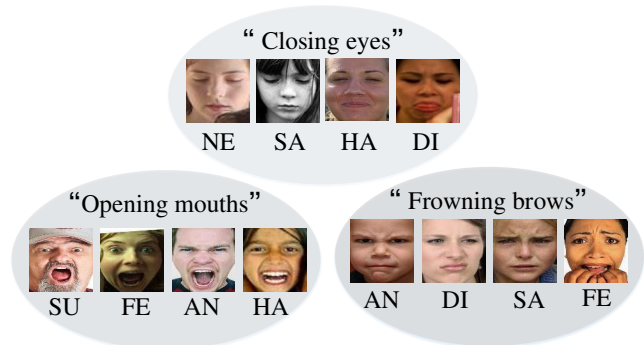 “ Closing eyes”
NE SA HA DI
“Opening mouths”
SU FE AN HA
“ Frowning brows”
AN DI SA FE